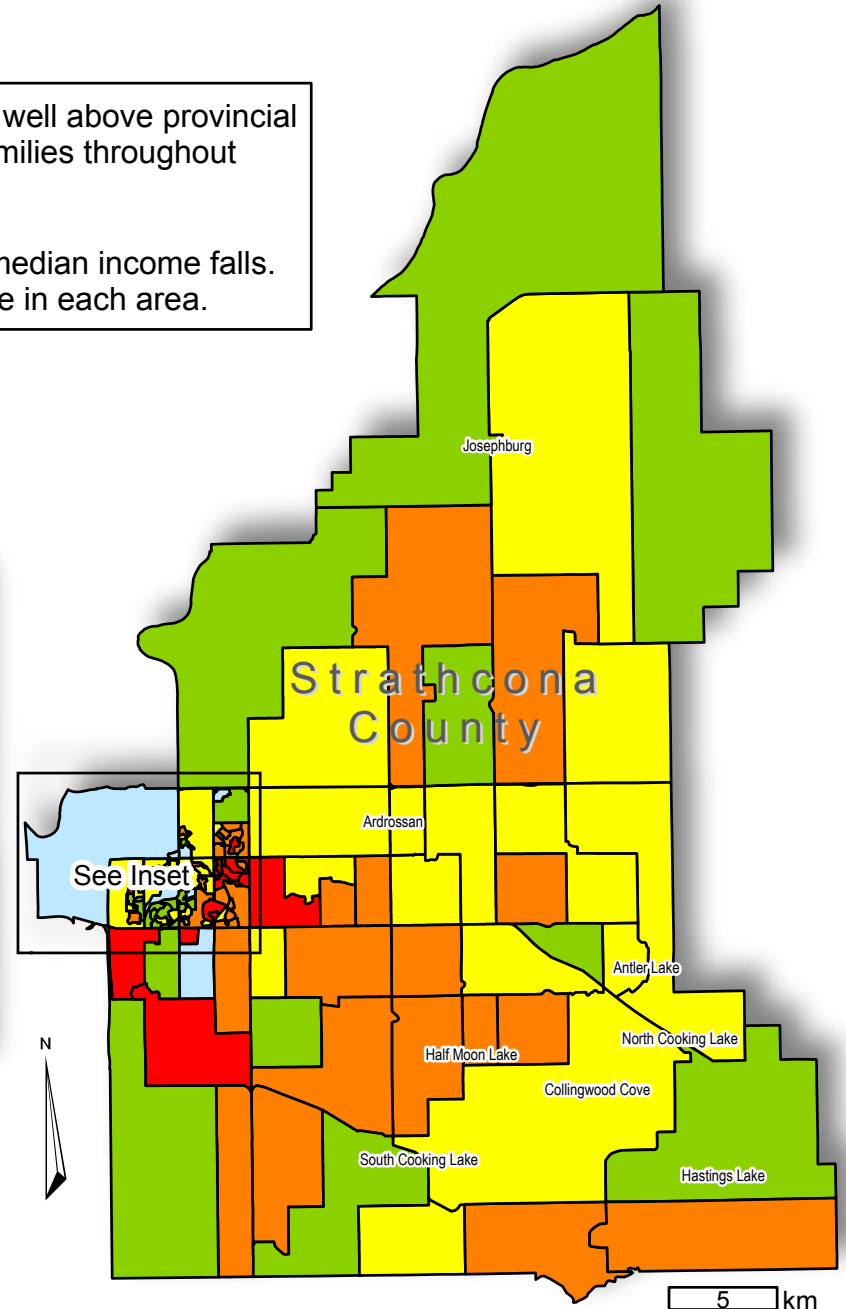 well above provincial
milies throughout
median income falls.
e in each area.
Josephburg
Strathcona
County
Ardrossan
See Inset
Antler Lake
North Cooking Lake
Half Moon Lake
Collingwood Cove
South Cooking Lake
Hastings Lake
N
5 km